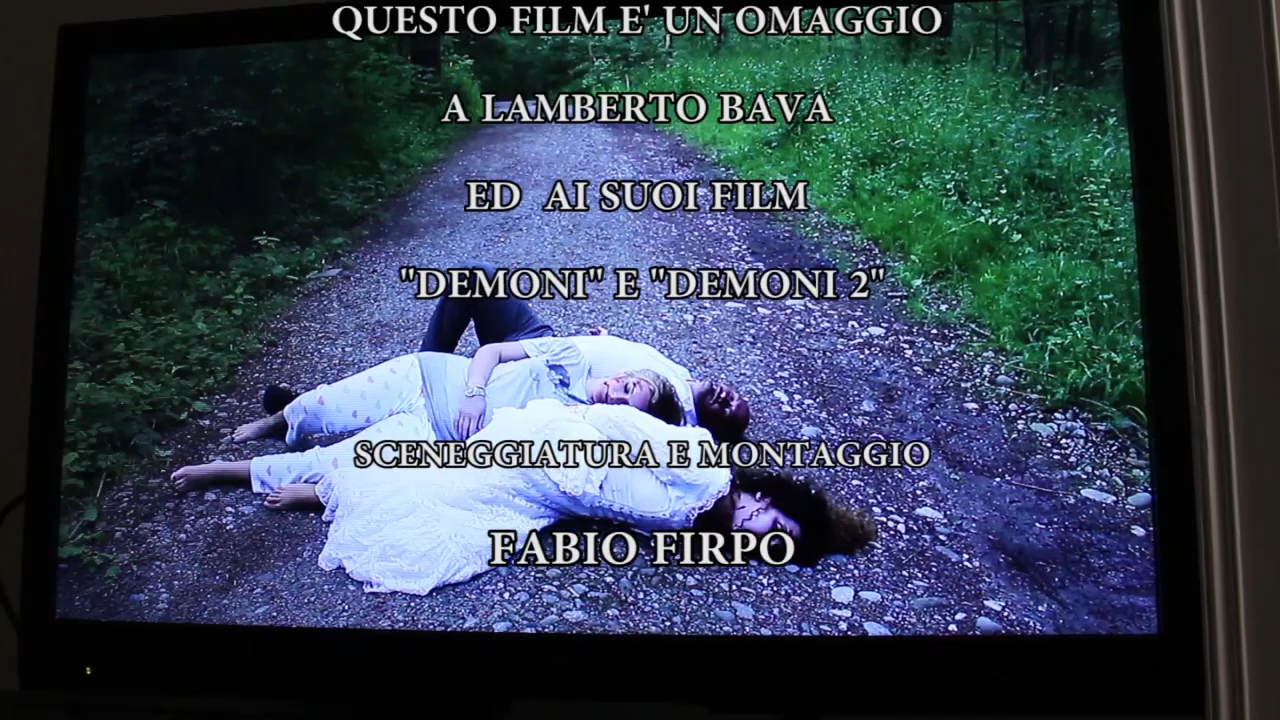 QUESTO FILM E' UN OMAGGIO
A LAMBERTO BAVA
ED AI SUOI FILM
"DEMONI" E "DEMONI 2"
SCENEGGIATURA E MONTAGGIO
FABIO FIRPO